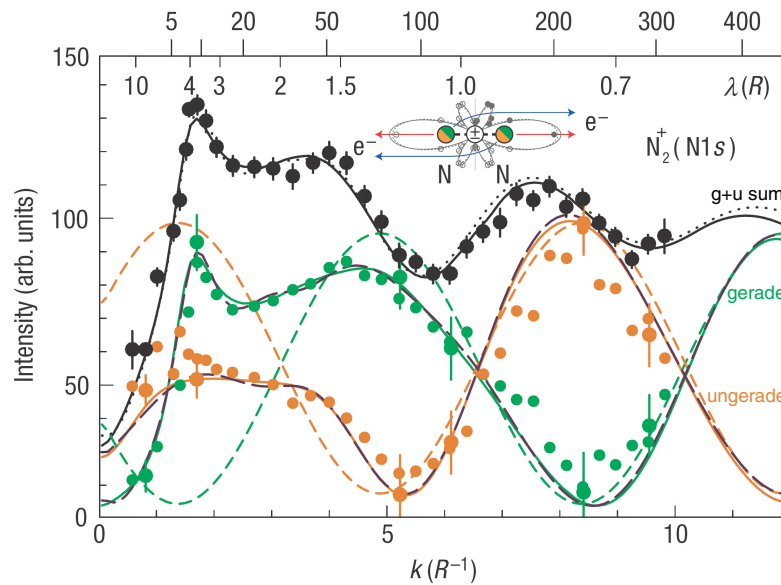 5 20 50 100 200 300 400
150
10 4 3 2 1.5 1.0 0.7 λ(R)
e⁻
e⁻ + N₂⁺(N1s)
N N
g+u sum
100
Intensity (arb. units)
gerade
50
ungerade
0
0 5 10
k(R⁻¹)